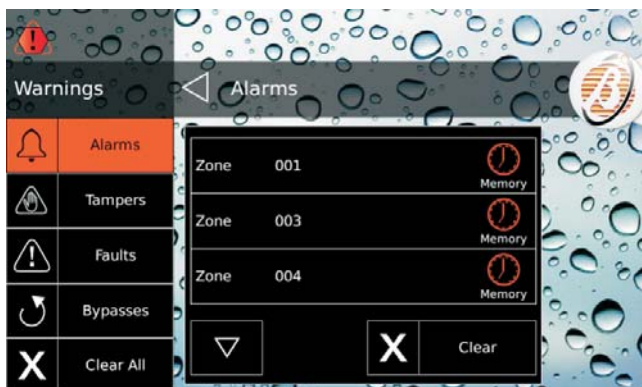 Warnings
Alarms
Alarms
Tampers
Faults
Bypasses
X Clear All
Zone 001
Memory
Zone 003
Memory
Zone 004
Memory
X Clear